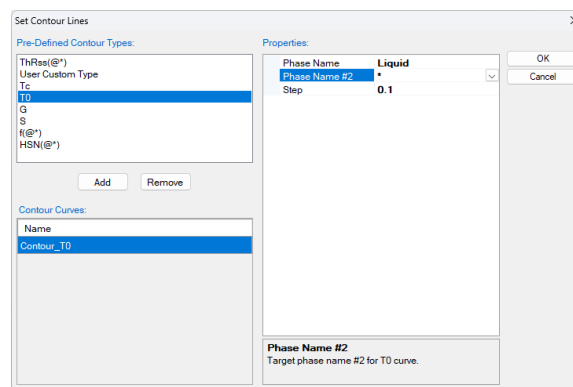 Set Contour Lines
Pre-Defined Contour Types:
ThRss(@*)
User Custom Type
Tc
T0
G
S
f(@*)
HSN(@*)
Add Remove
Contour Curves:
Name
Contour_T0
Properties:
Phase Name Liquid
Phase Name #2 *
Step 0.1
Phase Name #2
Target phase name #2 for T0 curve.
OK
Cancel